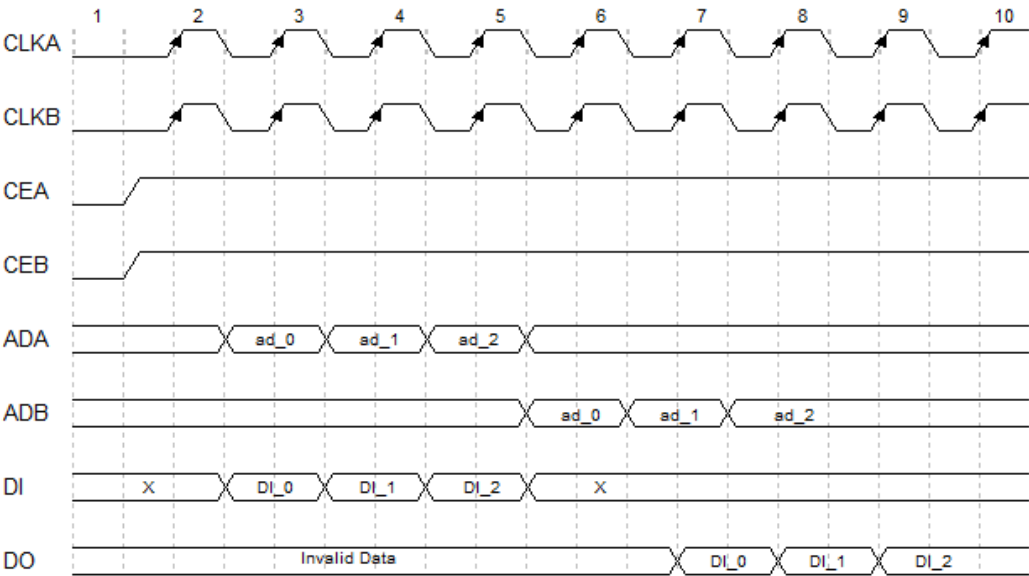 1 2 3 4 5 6 7 8 9 10
CLKA
CLKB
CEA
CEB
ADA ad_0 ad_1 ad_2
ADB ad_0 ad_1 ad_2
DI X DI_0 DI_1 DI_2 X
DO Invalid Data DI_0 DI_1 DI_2